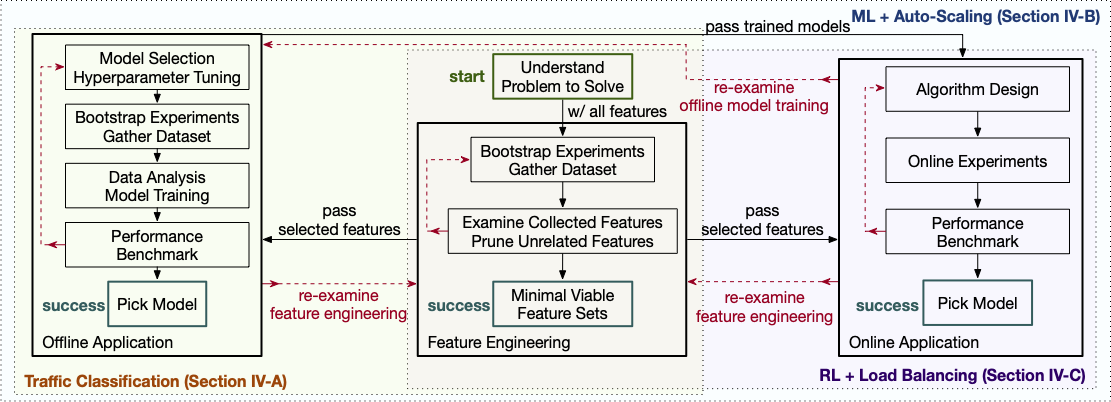 ML + Auto-Scaling (Section IV-B)
pass trained models
Model Selection
Hyperparameter Tuning
Bootstrap Experiments
Gather Dataset
Data Analysis
Model Training
Performance
Benchmark
success
Pick Model
Offline Application
Traffic Classification (Section IV-A)
pass
selected features
re-examine
feature engineering
start
Understand
Problem to Solve
w/ all features
Bootstrap Experiments
Gather Dataset
Examine Collected Features
Prune Unrelated Features
success
Minimal Viable
Feature Sets
Feature Engineering
re-examine
offline model training
pass
selected features
re-examine
feature engineering
Algorithm Design
Online Experiments
Performance
Benchmark
success
Pick Model
Online Application
RL + Load Balancing (Section IV-C)